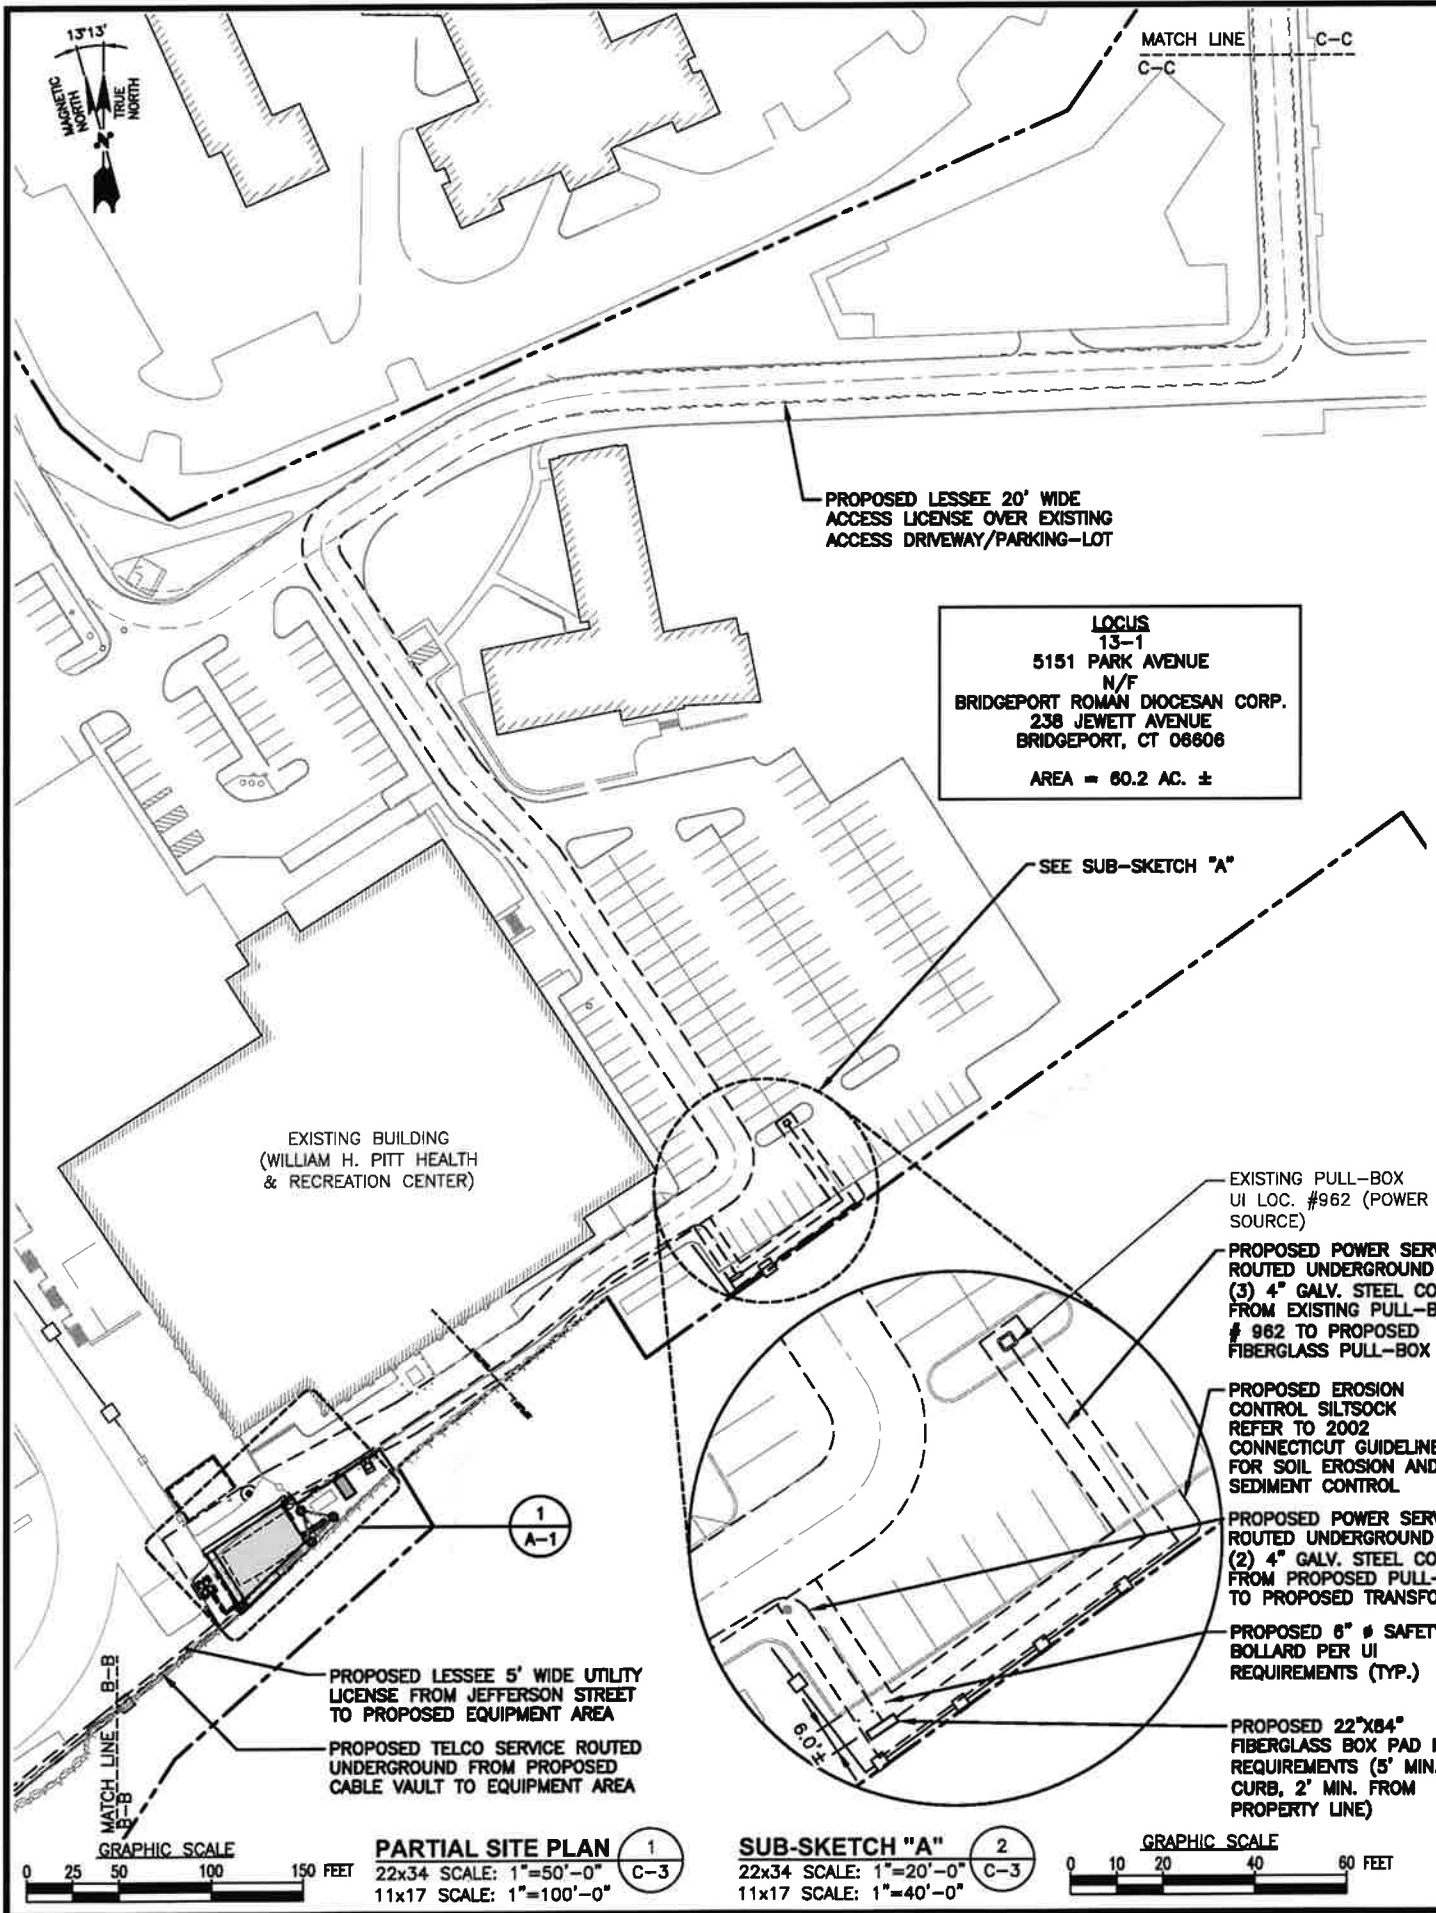 13°13'
MAGNETIC
NORTH
TRUE
NORTH
MATCH LINE C-C
C-C
PROPOSED LESSEE 20' WIDE
ACCESS LICENSE OVER EXISTING
ACCESS DRIVEWAY/PARKING-LOT
LOCUS
13-1
5151 PARK AVENUE
N/F
BRIDGEPORT ROMAN DIOCESAN CORP.
238 JEWETT AVENUE
BRIDGEPORT, CT 06606
AREA = 60.2 AC. ±
SEE SUB-SKETCH "A"
EXISTING BUILDING
(WILLIAM H. PITT HEALTH
& RECREATION CENTER)
EXISTING PULL-BOX
UI LOC. #962 (POWER
SOURCE)
PROPOSED POWER SERV
ROUTED UNDERGROUND
(3) 4" GALV. STEEL CO
FROM EXISTING PULL-B
# 962 TO PROPOSED
FIBERGLASS PULL-BOX
PROPOSED EROSION
CONTROL SILTSOCK
REFER TO 2002
CONNECTICUT GUIDELINE
FOR SOIL EROSION AND
SEDIMENT CONTROL
PROPOSED POWER SERV
ROUTED UNDERGROUND
(2) 4" GALV. STEEL CO
FROM PROPOSED PULL-
TO PROPOSED TRANSFO
PROPOSED 6" ø SAFETY
BOLLARD PER UI
REQUIREMENTS (TYP.)
PROPOSED 22"X64"
FIBERGLASS BOX PAD
REQUIREMENTS (5' MIN.
CURB, 2' MIN. FROM
PROPERTY LINE)
6.0'±
1
A-1
PROPOSED LESSEE 5' WIDE UTILITY
LICENSE FROM JEFFERSON STREET
TO PROPOSED EQUIPMENT AREA
PROPOSED TELCO SERVICE ROUTED
UNDERGROUND FROM PROPOSED
CABLE VAULT TO EQUIPMENT AREA
MATCH LINE B-B
B-B
GRAPHIC SCALE
0 25 50 100 150 FEET
PARTIAL SITE PLAN
22x34 SCALE: 1"=50'-0"
11x17 SCALE: 1"=100'-0"
1
C-3
SUB-SKETCH "A"
22x34 SCALE: 1"=20'-0"
11x17 SCALE: 1"=40'-0"
2
C-3
GRAPHIC SCALE
0 10 20 40 60 FEET